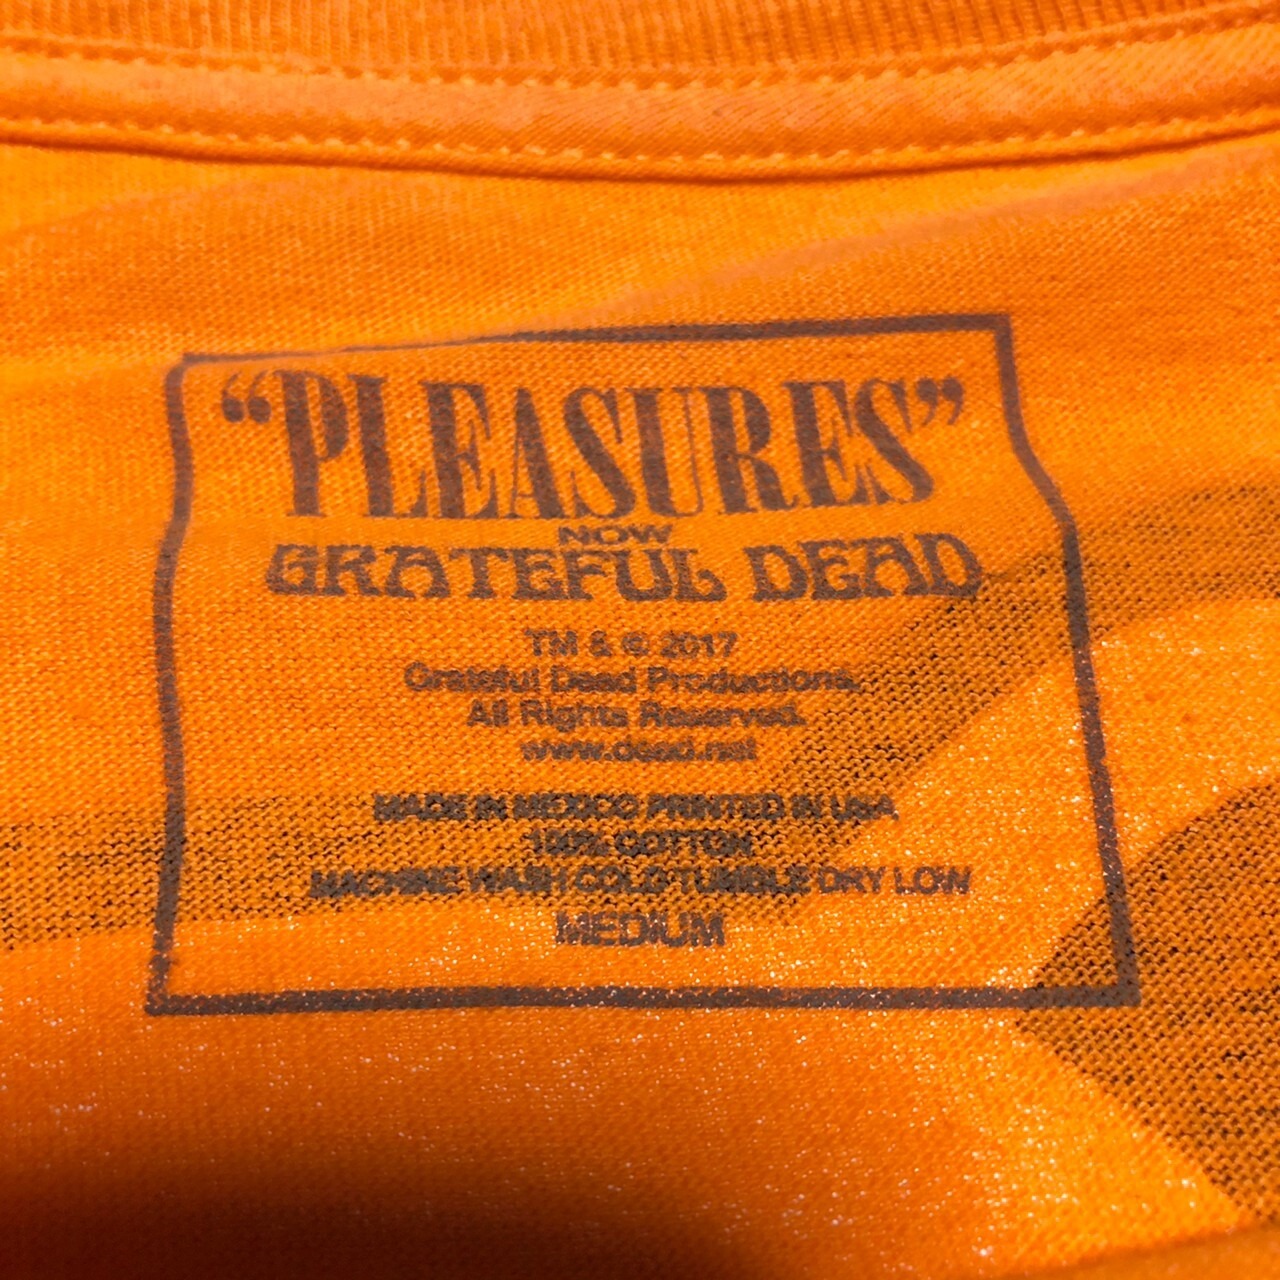 “PLEASURES”
NOW
GRATEFUL DEAD
TM & © 2017
Grateful Dead Productions.
All Rights Reserved.
www.dead.net
MADE IN MEXICO PRINTED IN USA
100% COTTON
MACHINE WASH COLD TUMBLE DRY LOW
MEDIUM